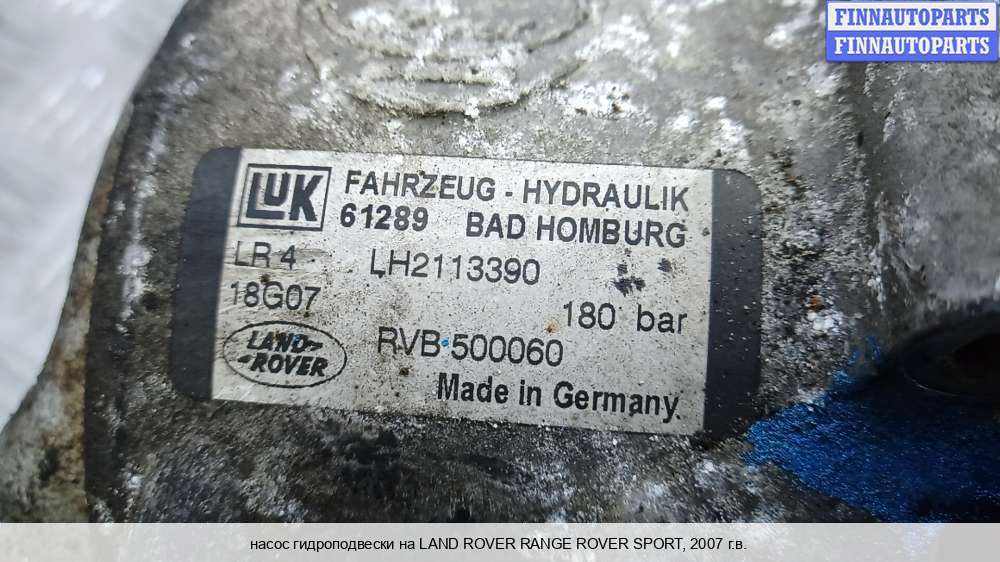 FINNAUTOPARTS
FINNAUTOPARTS
LUK FAHRZEUG - HYDRAULIK
61289 BAD HOMBURG
LR 4 LH2113390
18G07 180 bar
LAND ROVER RVB 500060
Made in Germany.
насос гидроподвески на LAND ROVER RANGE ROVER SPORT, 2007 г.в.